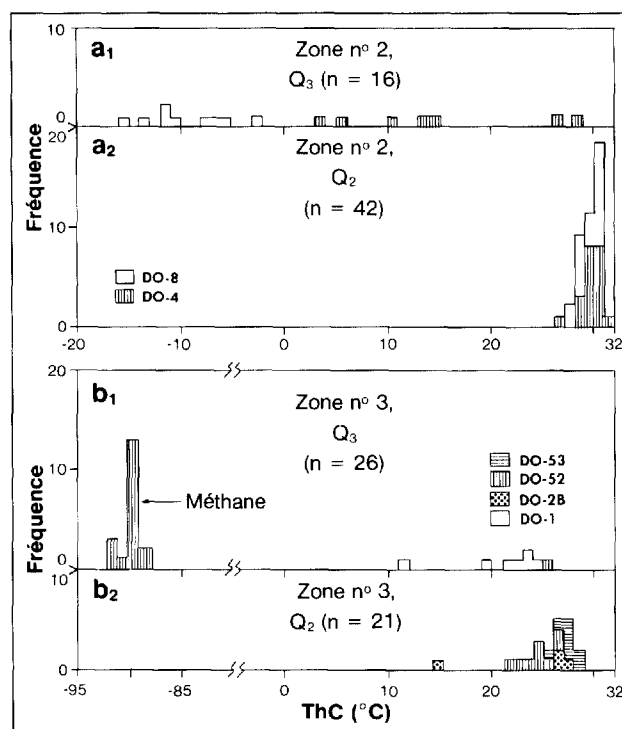 10
a1
Zone nº 2,
Q3 (n = 16)
0
20
a2
Zone nº 2,
Q2
(n = 42)
10
DO-8
DO-4
0
Fréquence
-20 -10 0 10 20 32
20
b1
Zone nº 3,
Q3
(n = 26)
DO-53
DO-52
DO-2B
DO-1
10
Méthane
0
10
b2
Zone nº 3,
Q2 (n = 21)
0
Fréquence
-95 -85 0 10 20 32
ThC (°C)